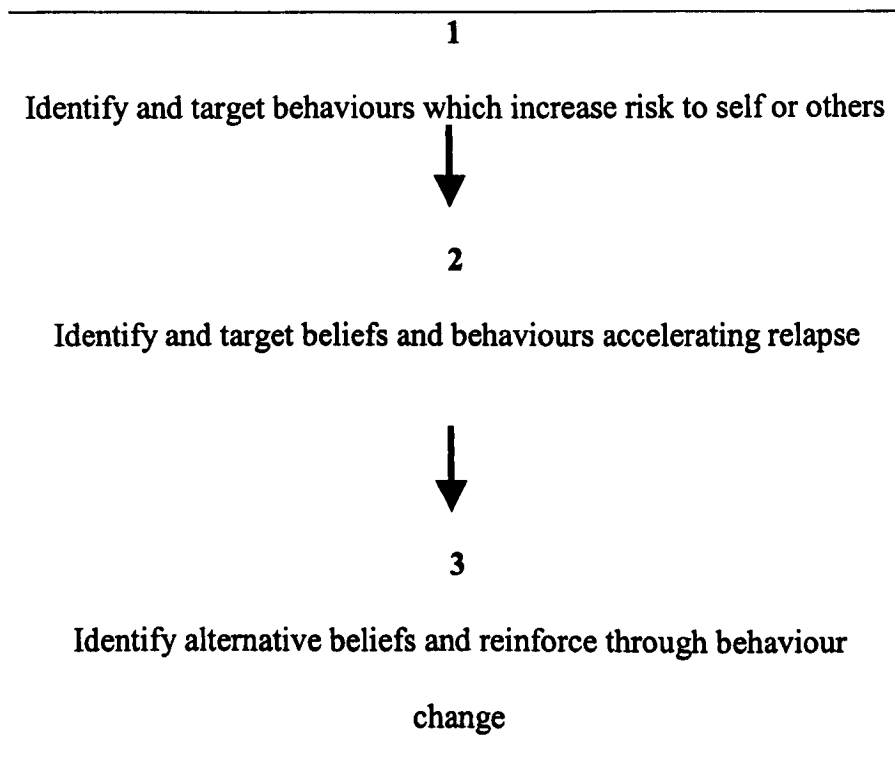 1
Identify and target behaviours which increase risk to self or others
2
Identify and target beliefs and behaviours accelerating relapse
3
Identify alternative beliefs and reinforce through behaviour
change